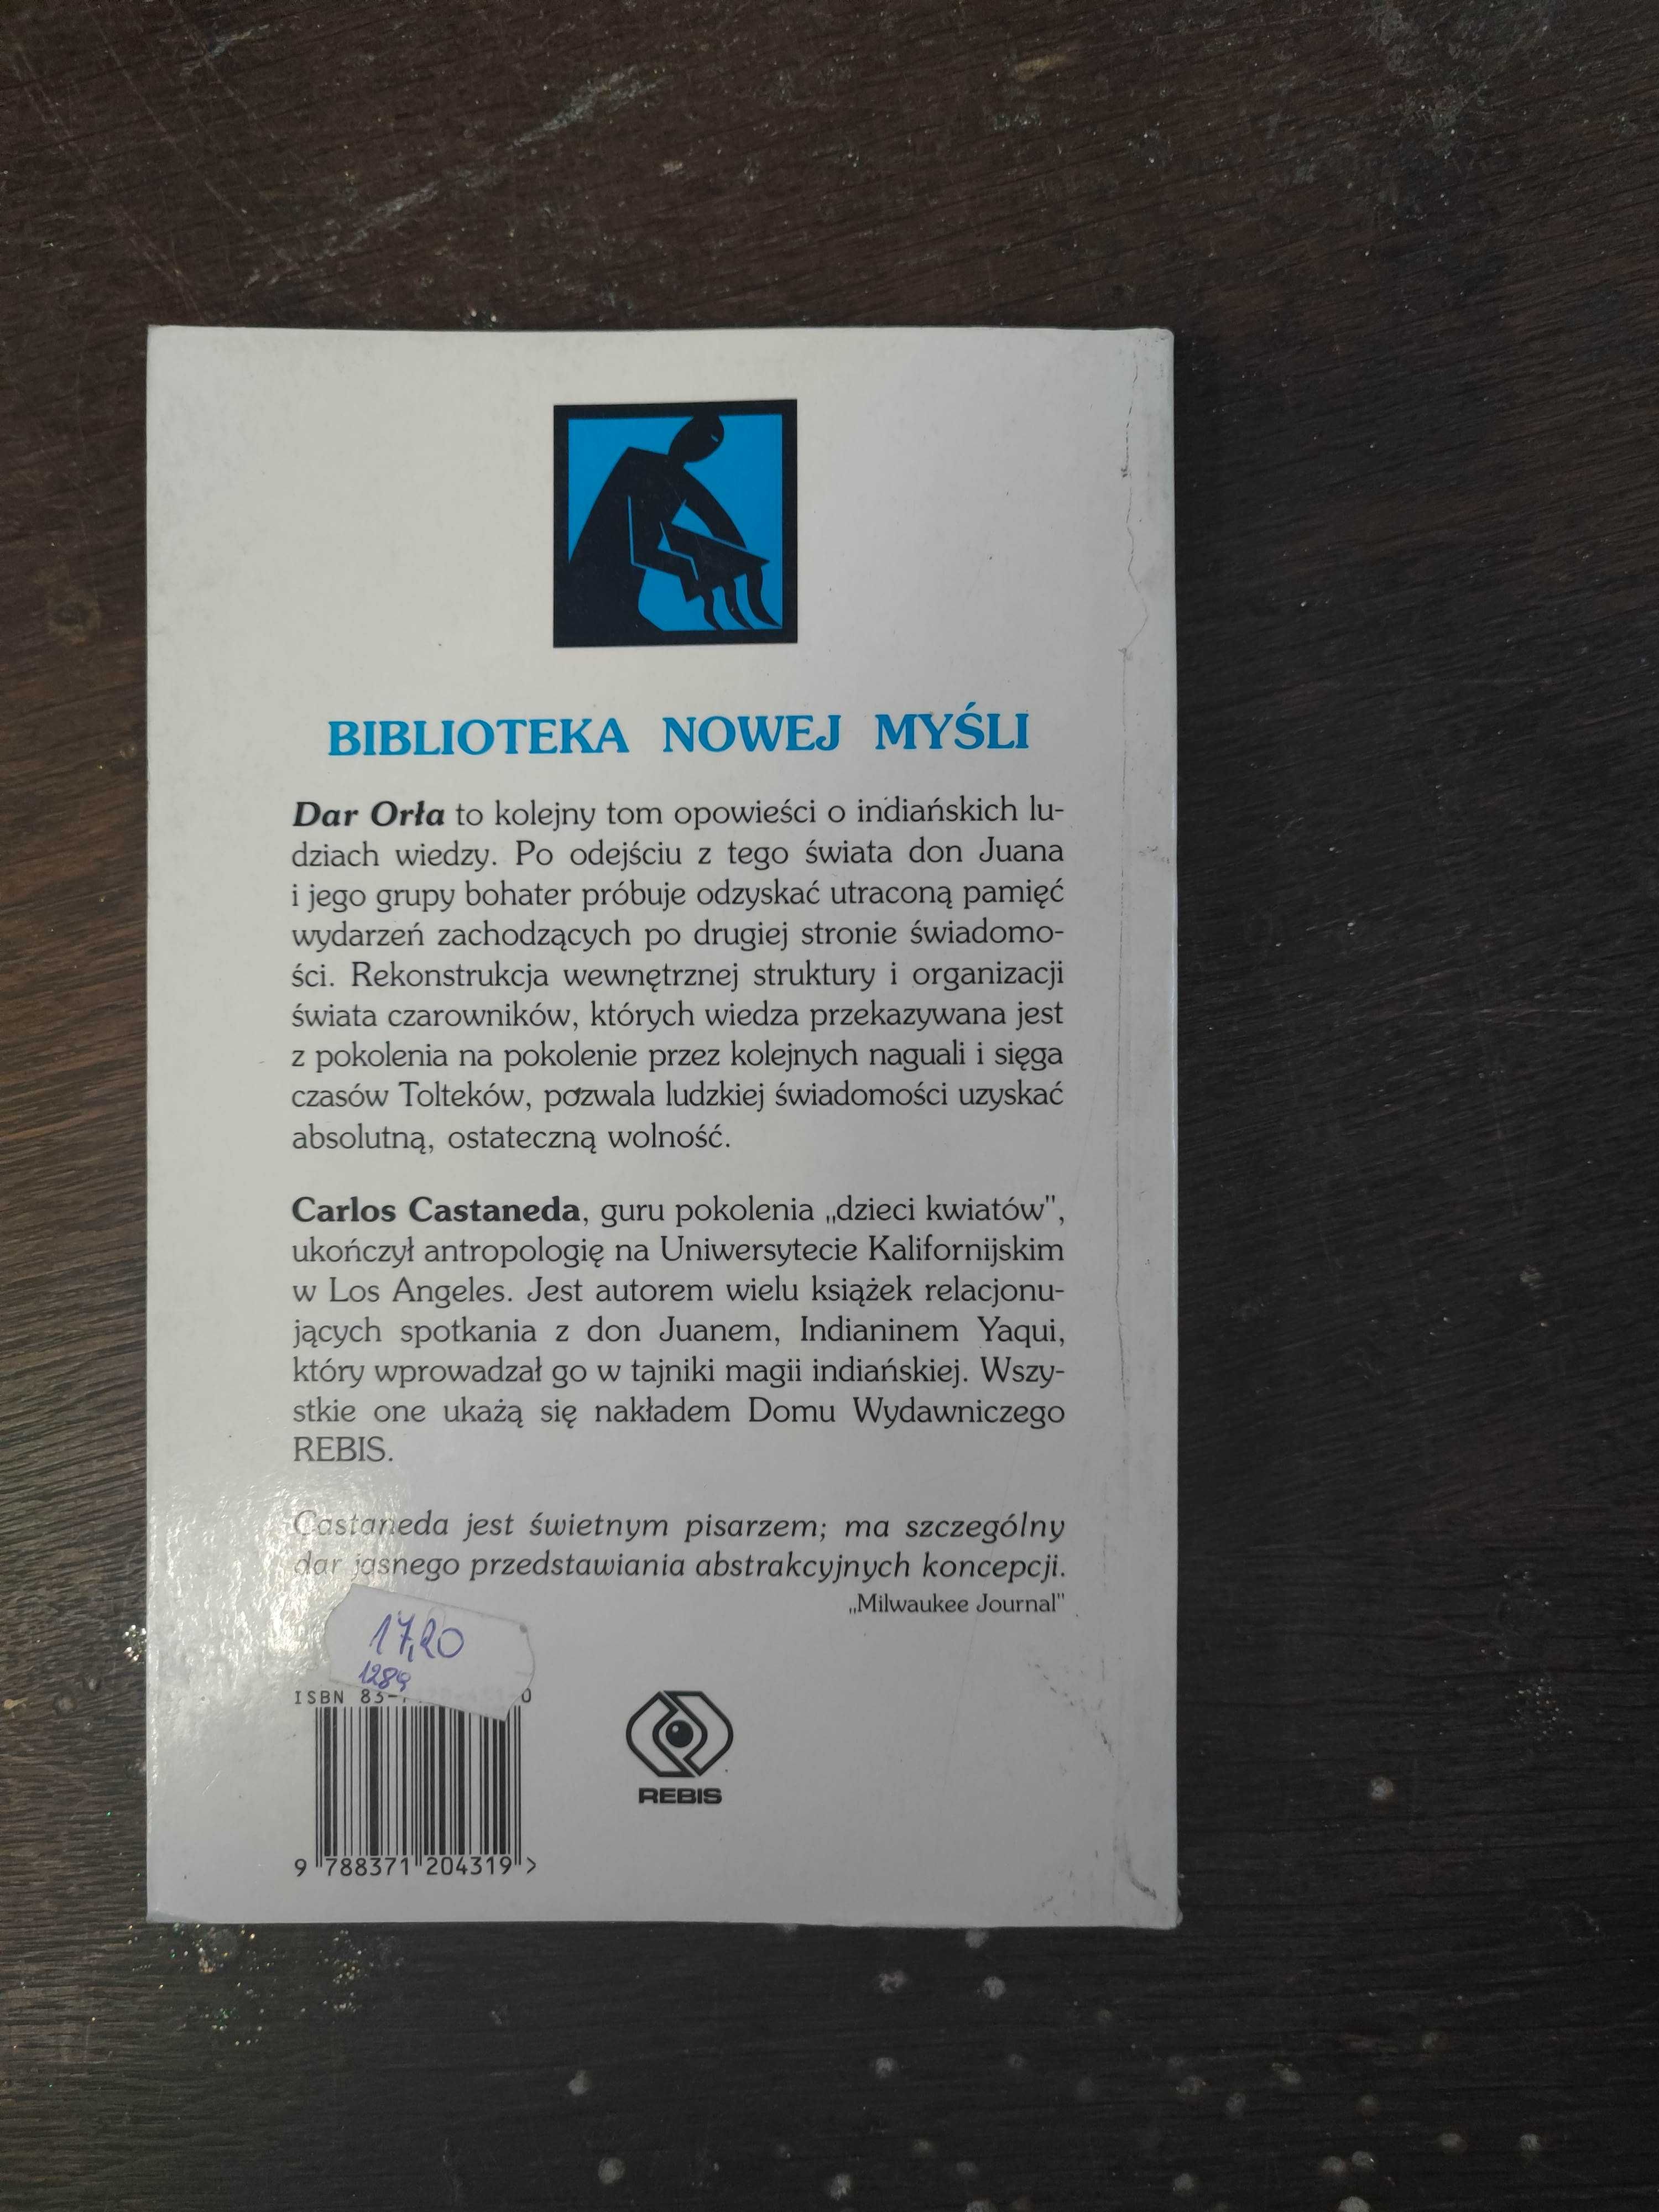 BIBLIOTEKA NOWEJ MYŚLI
Dar Orła to kolejny tom opowieści o indiańskich lu-
dziach wiedzy. Po odejściu z tego świata don Juana
i jego grupy bohater próbuje odzyskać utraconą pamięć
wydarzeń zachodzących po drugiej stronie świadomo-
ści. Rekonstrukcja wewnętrznej struktury i organizacji
świata czarowników, których wiedza przekazywana jest
z pokolenia na pokolenie przez kolejnych naguali i sięga
czasów Tolteków, pozwala ludzkiej świadomości uzyskać
absolutną, ostateczną wolność.
Carlos Castaneda, guru pokolenia „dzieci kwiatów",
ukończył antropologię na Uniwersytecie Kalifornijskim
w Los Angeles. Jest autorem wielu książek relacjonu-
jących spotkania z don Juanem, Indianinem Yaqui,
który wprowadzał go w tajniki magii indiańskiej. Wszy-
stkie one ukażą się nakładem Domu Wydawniczego
REBIS.
Castaneda jest świetnym pisarzem; ma szczególny
dar jasnego przedstawiania abstrakcyjnych koncepcji.
„Milwaukee Journal"
17,20
1289
ISBN 83-
REBIS
9 788371 204319 >